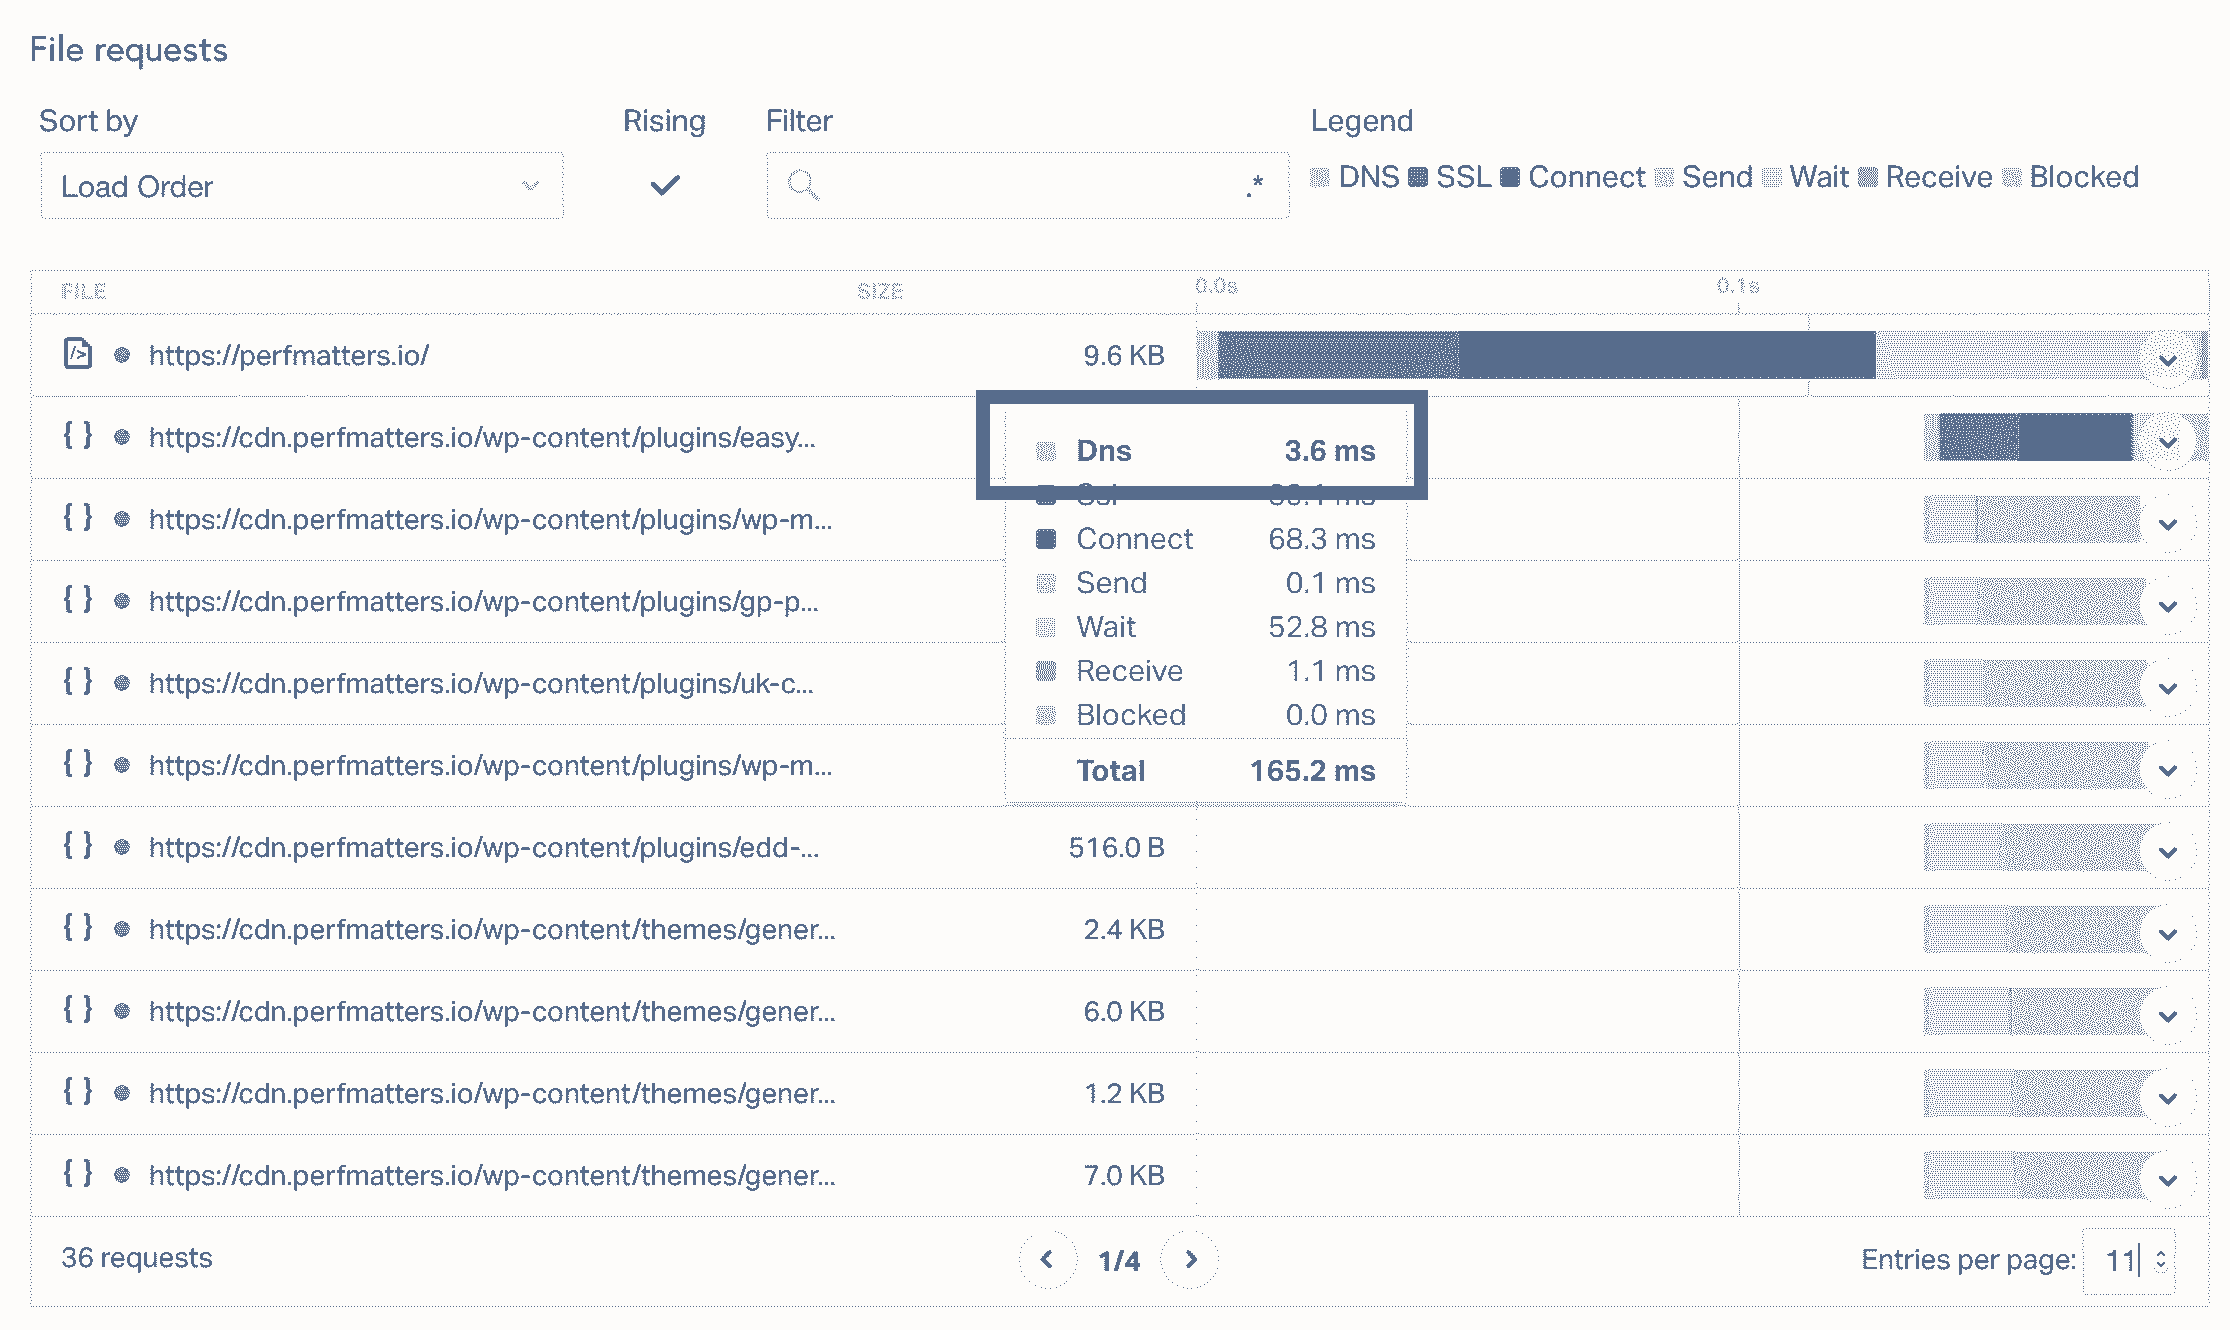 File requests
Sort by Rising Filter Legend
Load Order .* DNS SSL Connect Send Wait Receive Blocked
FILE SIZE 0.0s 0.1s
https://perfmatters.io/ 9.6 KB
https://cdn.perfmatters.io/wp-content/plugins/easy...
Dns 3.6 ms
https://cdn.perfmatters.io/wp-content/plugins/wp-m...
Connect 68.3 ms
Send 0.1 ms
https://cdn.perfmatters.io/wp-content/plugins/gp-p...
Wait 52.8 ms
Receive 1.1 ms
https://cdn.perfmatters.io/wp-content/plugins/uk-c...
Blocked 0.0 ms
https://cdn.perfmatters.io/wp-content/plugins/wp-m...
Total 165.2 ms
https://cdn.perfmatters.io/wp-content/plugins/edd-... 516.0 B
https://cdn.perfmatters.io/wp-content/themes/gener... 2.4 KB
https://cdn.perfmatters.io/wp-content/themes/gener... 6.0 KB
https://cdn.perfmatters.io/wp-content/themes/gener... 1.2 KB
https://cdn.perfmatters.io/wp-content/themes/gener... 7.0 KB
36 requests 1/4 Entries per page: 11